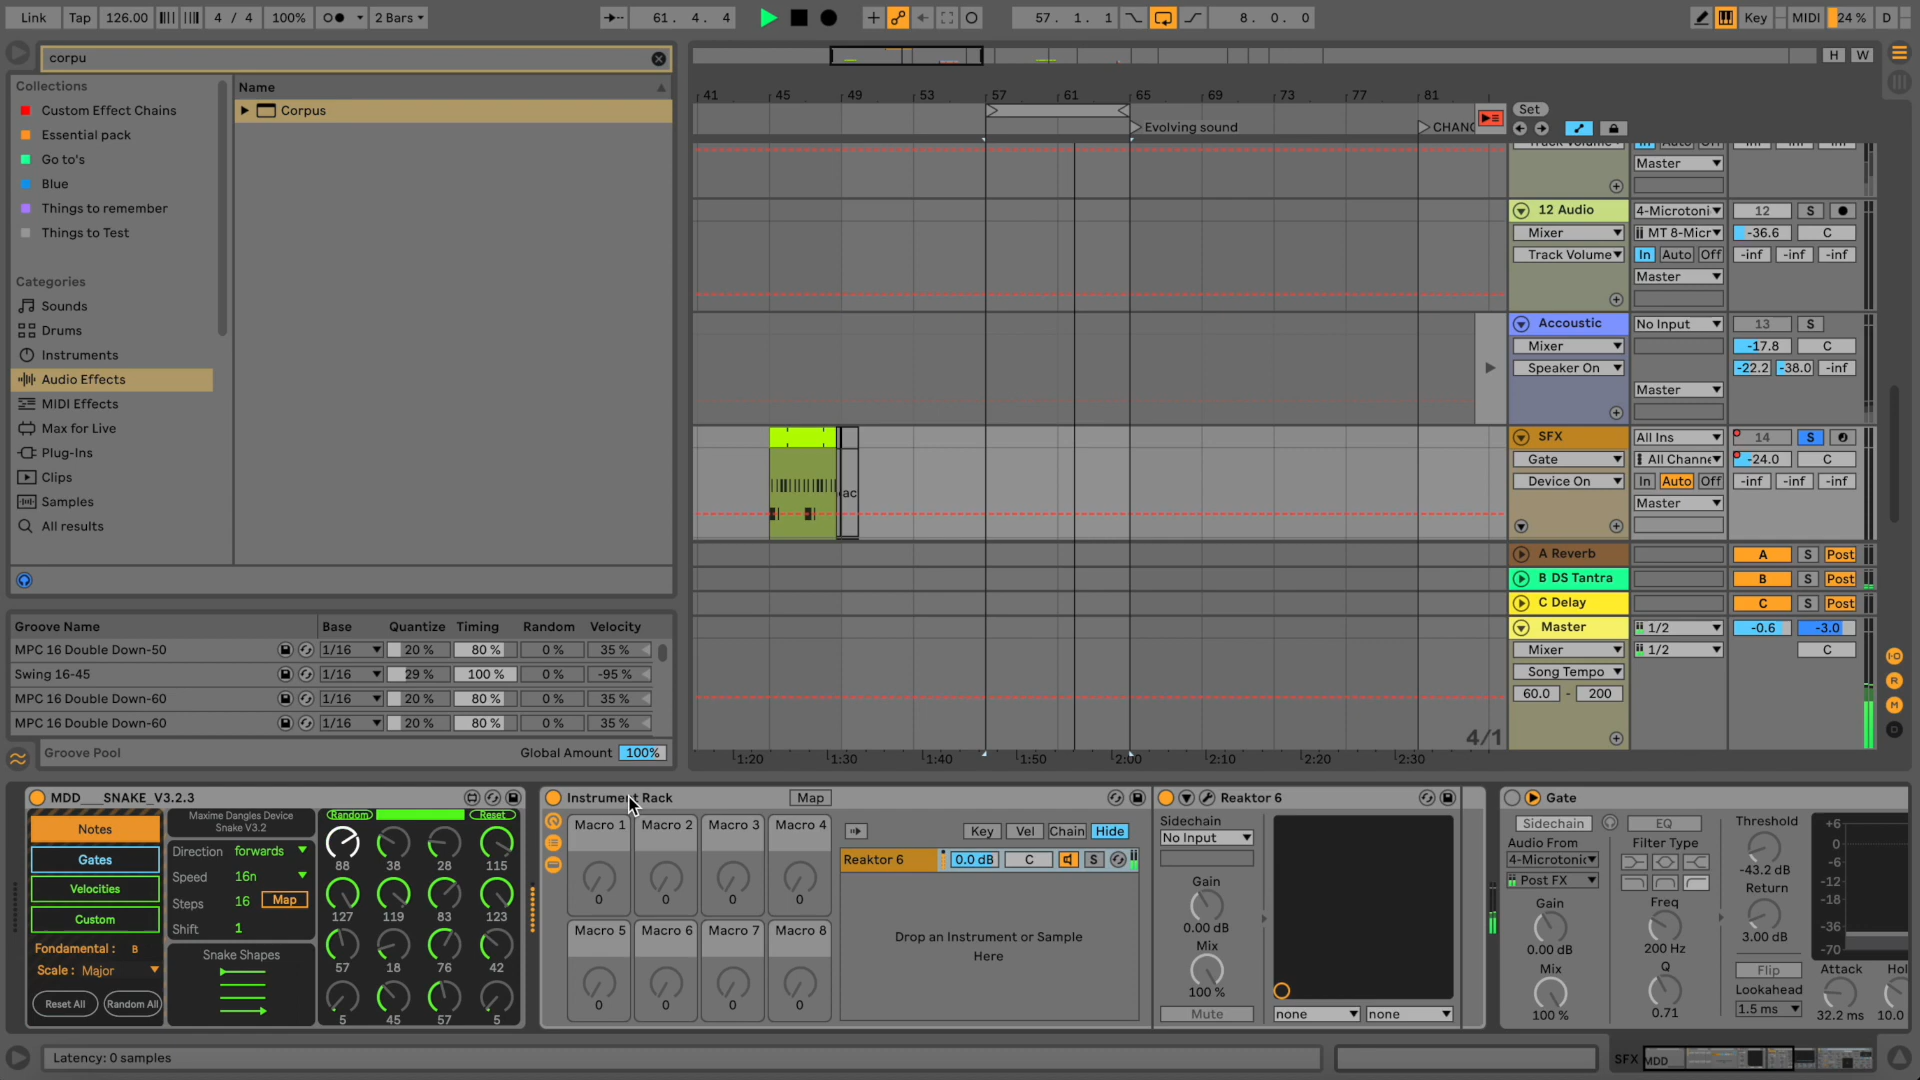 Link Tap 126.00 4 / 4 100% 2 Bars 61. 4. 4 57. 1. 1 8. 0. 0 Key MIDI 24 % D
corpu
H W
Collections
Custom Effect Chains
Essential pack
Go to's
Blue
Things to remember
Things to Test
Categories
Sounds
Drums
Instruments
Audio Effects
MIDI Effects
Max for Live
Plug-Ins
Clips
Samples
All results
Name
Corpus
41 45 49 53 57 61 65 69 73 77 81
Set
Evolving sound
Master
12 Audio 4-Microtoni 12 S
Mixer MT 8-Micr -36.6 C
Track Volume In Auto Off -inf -inf -inf
Master
Accoustic No Input 13 S
Mixer -17.8 C
Speaker On -22.2 -38.0 -inf
Master
SFX All Ins 14 S
Gate All Channe -24.0 C
Device On In Auto Off -inf -inf -inf
Master
ac
A Reverb A S Post
B DS Tantra B S Post
C Delay C S Post
Master 1/2 -0.6 -3.0
Mixer 1/2 C
Song Tempo
60.0 - 200
4/1
1:20 1:30 1:40 1:50 2:00 2:10 2:20 2:30
Groove Name Base Quantize Timing Random Velocity
MPC 16 Double Down-50 1/16 20 % 80 % 0 % 35 %
Swing 16-45 1/16 29 % 100 % 0 % -95 %
MPC 16 Double Down-60 1/16 20 % 80 % 0 % 35 %
MPC 16 Double Down-60 1/16 20 % 80 % 0 % 35 %
Groove Pool Global Amount 100%
I-O
R
M
D
MDD___SNAKE_V3.2.3
Notes
Gates
Velocities
Custom
Fundamental : B
Scale : Major
Reset All Random All
Maxime Dangles Device
Snake V3.2
Direction forwards
Speed 16n
Steps 16 Map
Shift 1
Snake Shapes
Random Reset
88 38 28 115
127 119 83 123
57 18 76 42
5 45 57 5
Instrument Rack Map
Macro 1 Macro 2 Macro 3 Macro 4
0 0 0 0
Macro 5 Macro 6 Macro 7 Macro 8
0 0 0 0
Key Vel Chain Hide
Reaktor 6 0.0 dB C S
Drop an Instrument or Sample
Here
Reaktor 6
Sidechain
No Input
Gain
0.00 dB
Mix
100 %
Mute
none none
Gate
Sidechain EQ
Audio From Filter Type
4-Microtonic
Post FX
Gain
0.00 dB
Mix
100 %
Freq
200 Hz
Q
0.71
Threshold
-43.2 dB
Return
3.00 dB
Flip
Lookahead
1.5 ms
+6
0
-6
-12
-18
-36
-70
Attack
32.2 ms
10.0
Latency: 0 samples
SFX MDD